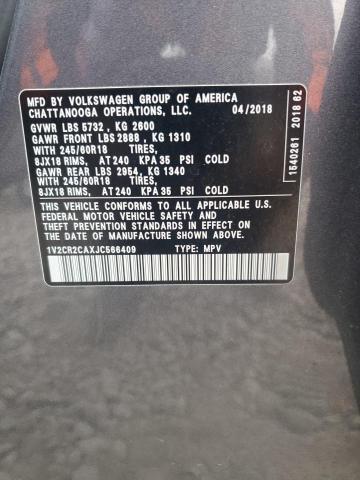 MFD BY VOLKSWAGEN GROUP OF AMERICA
CHATTANOOGA OPERATIONS, LLC. 04/2018
GVWR LBS 5732 , KG 2600
GAWR FRONT LBS 2888 , KG 1310
WITH 245/60R18 TIRES,
8JX18 RIMS, AT 240 KPA 35 PSI COLD
GAWR REAR LBS 2954, KG 1340
WITH 245/60R18 TIRES,
8JX18 RIMS, AT 240 KPA 35 PSI COLD
THIS VEHICLE CONFORMS TO ALL APPLICABLE U.S.
FEDERAL MOTOR VEHICLE SAFETY AND
THEFT PREVENTION STANDARDS IN EFFECT ON THE
DATE OF MANUFACTURE SHOWN ABOVE.
1V2CR2CAXJC566409 TYPE: MPV
1540261 2018 62